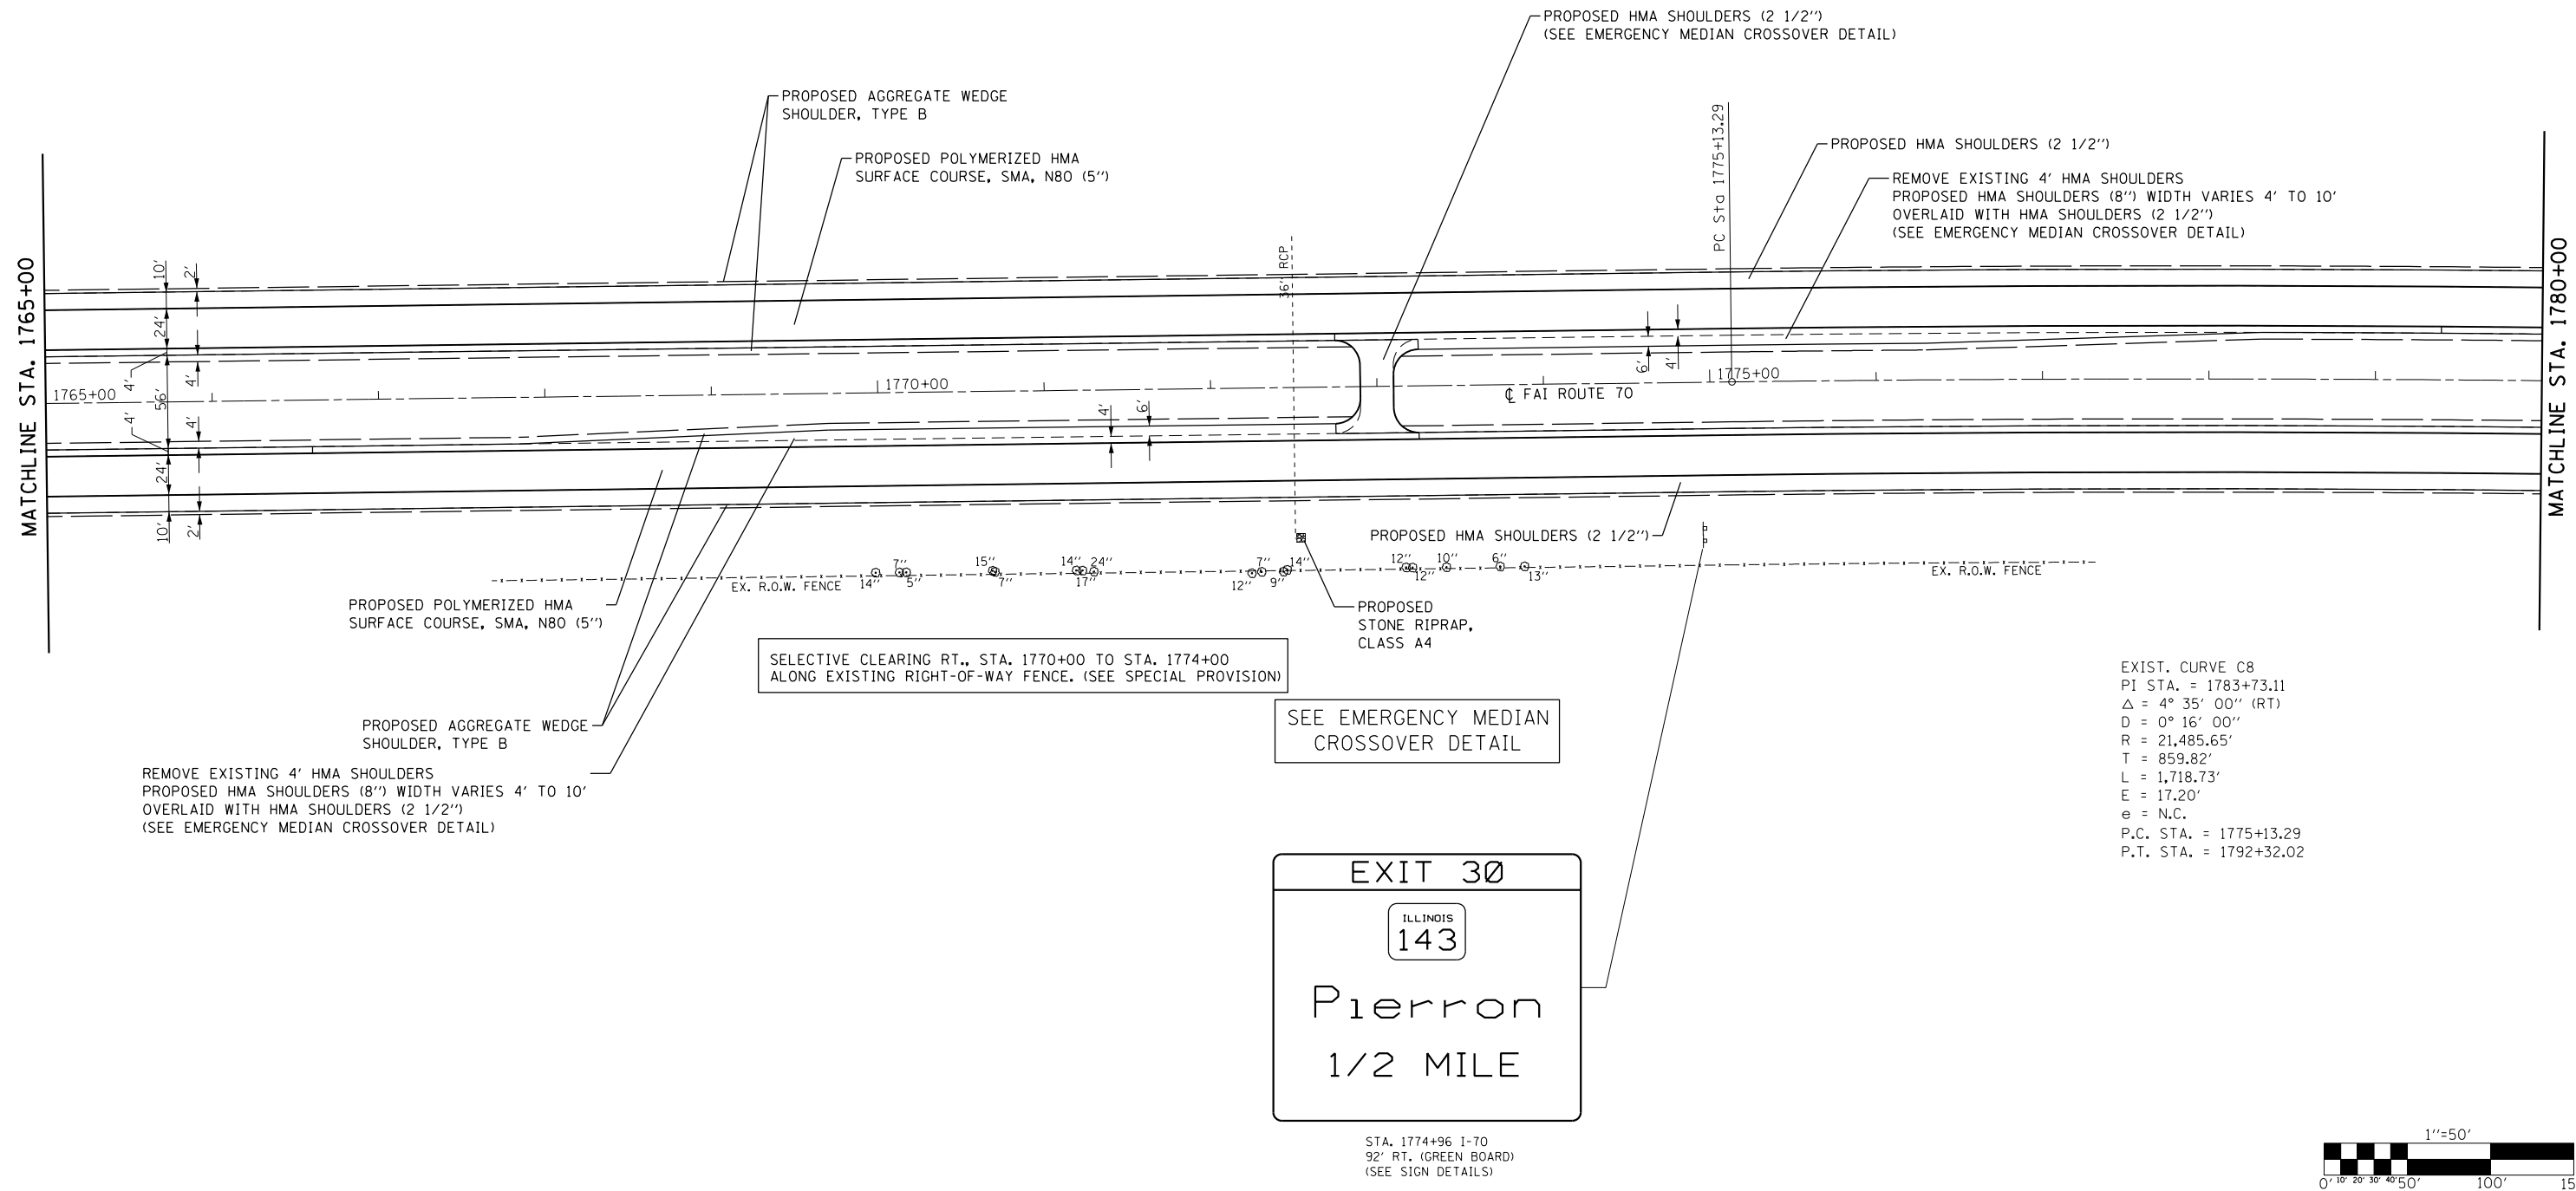 PROPOSED HMA SHOULDERS (2 1/2'')
(SEE EMERGENCY MEDIAN CROSSOVER DETAIL)
PROPOSED AGGREGATE WEDGE
SHOULDER, TYPE B
PROPOSED POLYMERIZED HMA
SURFACE COURSE, SMA, N80 (5'')
PC Sta 1775+13.29
PROPOSED HMA SHOULDERS (2 1/2'')
REMOVE EXISTING 4' HMA SHOULDERS
PROPOSED HMA SHOULDERS (8'') WIDTH VARIES 4' TO 10'
OVERLAID WITH HMA SHOULDERS (2 1/2'')
(SEE EMERGENCY MEDIAN CROSSOVER DETAIL)
MATCHLINE STA. 1765+00
MATCHLINE STA. 1780+00
10'
2'
24'
4'
4'
56'
4'
4'
24'
10'
2'
36'' RCP
6'
4'
4'
6'
1765+00
1770+00
1775+00
℄ FAI ROUTE 70
PROPOSED HMA SHOULDERS (2 1/2'')
14''
7''
5''
15''
7''
14''
17''
24''
12''
7''
9''
14''
12''
12''
10''
6''
13''
EX. R.O.W. FENCE
EX. R.O.W. FENCE
PROPOSED POLYMERIZED HMA
SURFACE COURSE, SMA, N80 (5'')
PROPOSED
STONE RIPRAP,
CLASS A4
SELECTIVE CLEARING RT., STA. 1770+00 TO STA. 1774+00
ALONG EXISTING RIGHT-OF-WAY FENCE. (SEE SPECIAL PROVISION)
SEE EMERGENCY MEDIAN
CROSSOVER DETAIL
PROPOSED AGGREGATE WEDGE
SHOULDER, TYPE B
REMOVE EXISTING 4' HMA SHOULDERS
PROPOSED HMA SHOULDERS (8'') WIDTH VARIES 4' TO 10'
OVERLAID WITH HMA SHOULDERS (2 1/2'')
(SEE EMERGENCY MEDIAN CROSSOVER DETAIL)
EXIST. CURVE C8
PI STA. = 1783+73.11
Δ = 4° 35' 00'' (RT)
D = 0° 16' 00''
R = 21,485.65'
T = 859.82'
L = 1,718.73'
E = 17.20'
e = N.C.
P.C. STA. = 1775+13.29
P.T. STA. = 1792+32.02
EXIT 30
ILLINOIS
143
Pierron
1/2 MILE
STA. 1774+96 I-70
92' RT. (GREEN BOARD)
(SEE SIGN DETAILS)
1''=50'
0' 10' 20' 30' 40' 50' 100' 15